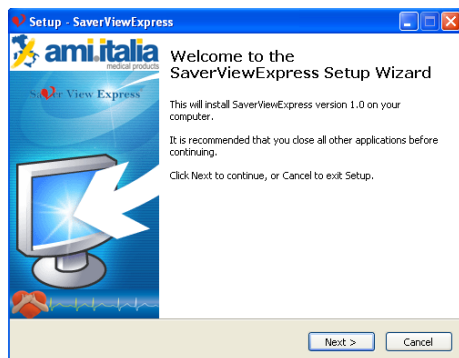 Setup - SaverViewExpress
ami.italia
medical products
Saver View Express
Welcome to the
SaverViewExpress Setup Wizard
This will install SaverViewExpress version 1.0 on your
computer.
It is recommended that you close all other applications before
continuing.
Click Next to continue, or Cancel to exit Setup.
Next >
Cancel